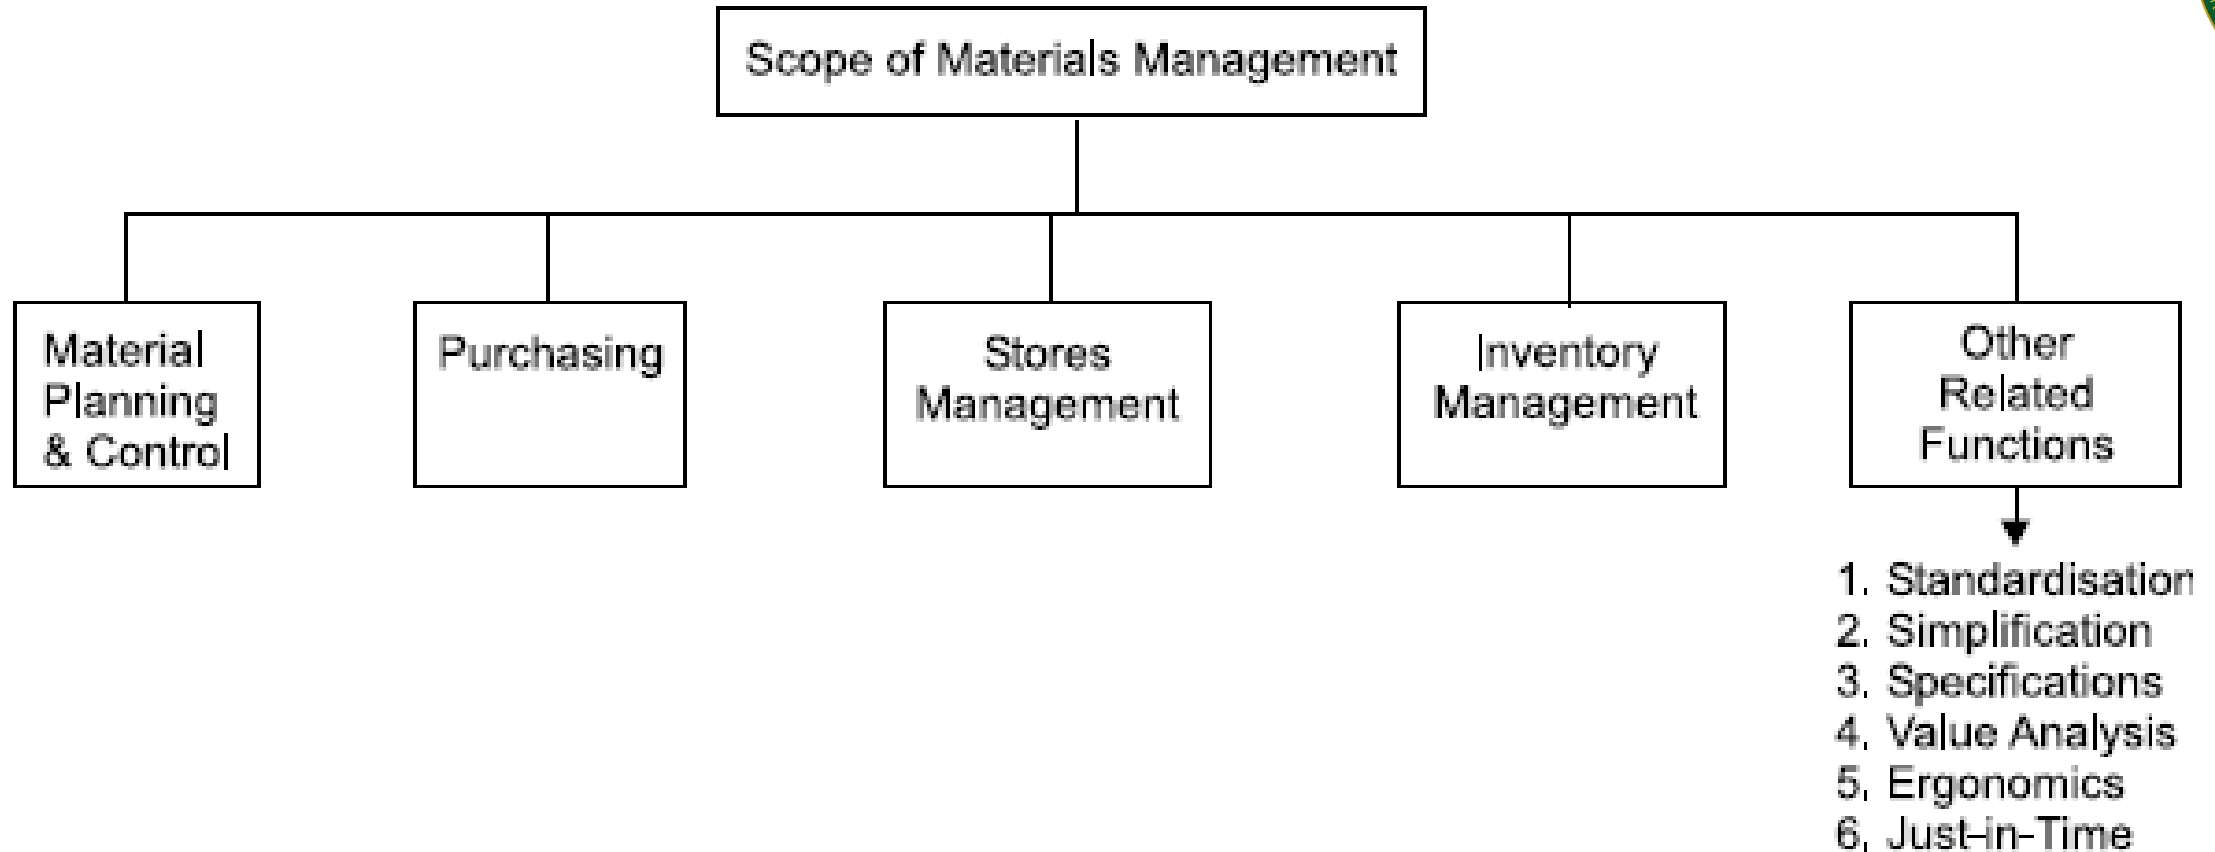 Scope of Materials Management
Material
Planning
& Control
Purchasing
Stores
Management
Inventory
Management
Other
Related
Functions
1. Standardisation
2. Simplification
3. Specifications
4. Value Analysis
5. Ergonomics
6. Just-in-Time